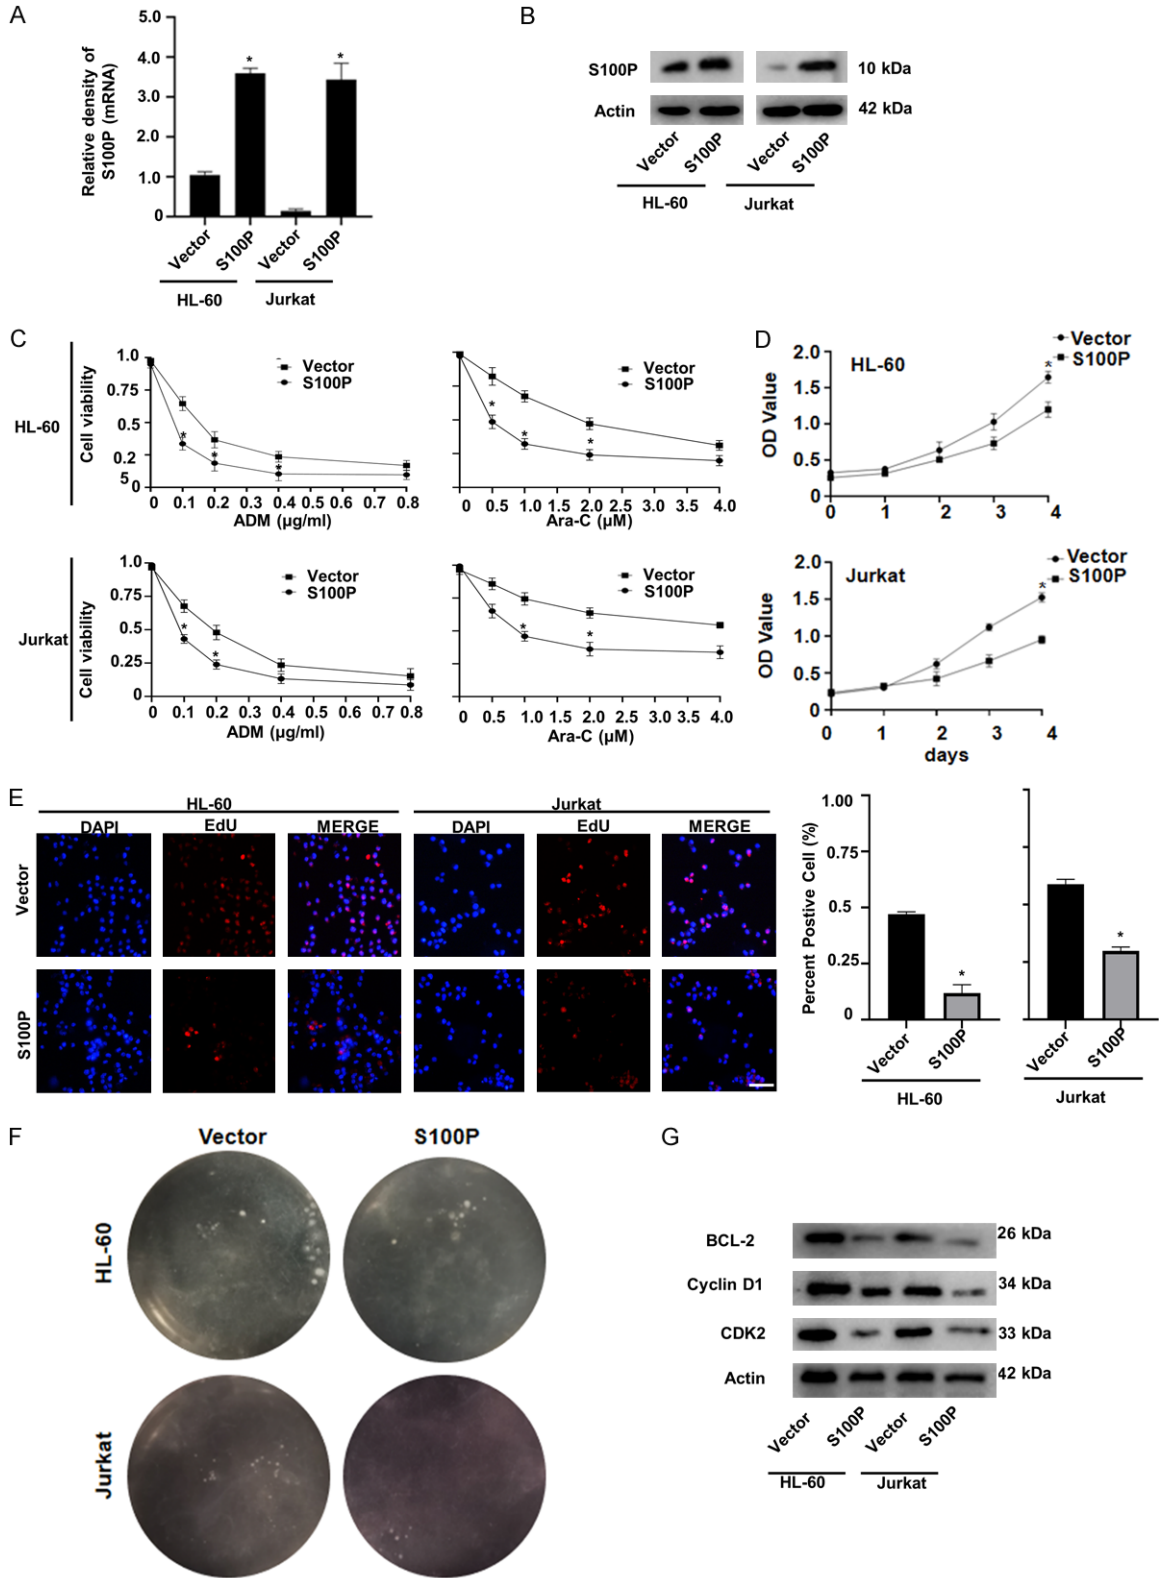 A
5.0
4.0
3.0
2.0
1.0
0
Relative density of
S100P (mRNA)
*
*
Vector
S100P
Vector
S100P
HL-60
Jurkat
B
S100P
10 kDa
Actin
42 kDa
Vector
S100P
Vector
S100P
HL-60
Jurkat
C
HL-60
Cell viability
1.0
0.75
0.5
0.2
5
0
Vector
S100P
*
*
*
0 0.1 0.2 0.3 0.4 0.5 0.6 0.7 0.8
ADM (μg/ml)
Vector
S100P
*
*
*
0 0.5 1.0 1.5 2.0 2.5 3.0 3.5 4.0
Ara-C (μM)
Jurkat
Cell viability
1.0
0.75
0.5
0.25
0
Vector
S100P
*
*
0 0.1 0.2 0.3 0.4 0.5 0.6 0.7 0.8
ADM (μg/ml)
Vector
S100P
*
*
0 0.5 1.0 1.5 2.0 2.5 3.0 3.5 4.0
Ara-C (μM)
D
OD Value
2.0
1.5
1.0
0.5
0
HL-60
Vector
S100P
*
0 1 2 3 4
OD Value
2.0
1.5
1.0
0.5
0
Jurkat
Vector
S100P
*
0 1 2 3 4
days
E
HL-60
Jurkat
DAPI EdU MERGE DAPI EdU MERGE
Vector
S100P
Percent Postive Cell (%)
1.00
0.75
0.5
0.25
0
*
*
Vector
S100P
Vector
S100P
HL-60
Jurkat
F
Vector
S100P
HL-60
Jurkat
G
BCL-2
26 kDa
Cyclin D1
34 kDa
CDK2
33 kDa
Actin
42 kDa
Vector
S100P
Vector
S100P
HL-60
Jurkat